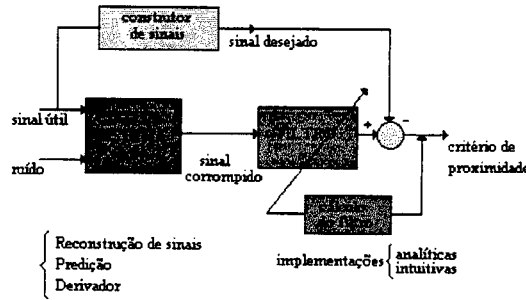 construtor
de sinais
sinal desejado
sinal útil
+
−
ruído
sinal
corrompido
critério de
proximidade
Reconstrução de sinais
Predição
Derivador
implementações
analíticas
intuitivas